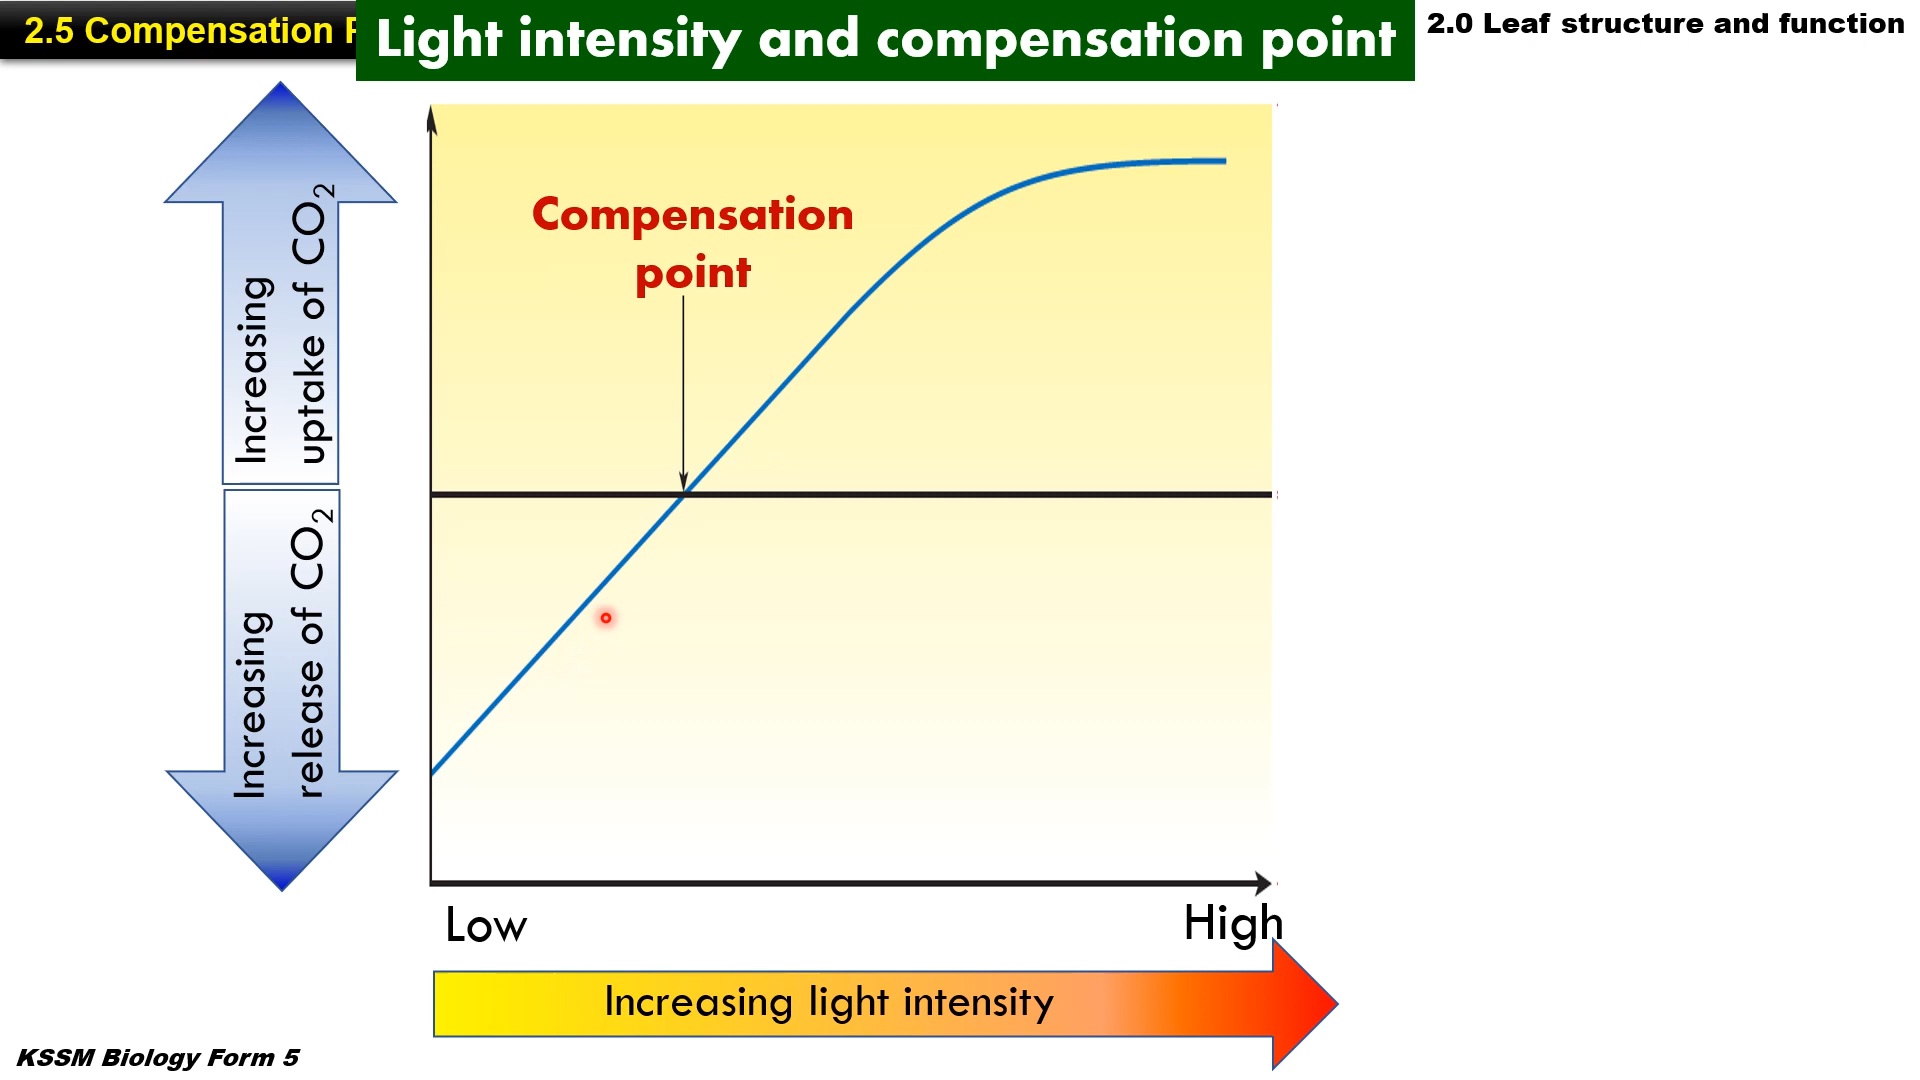 2.5 Compensation
Light intensity and compensation point
2.0 Leaf structure and function
Compensation
point
Increasing
uptake of CO₂
Increasing
release of CO₂
Low
High
Increasing light intensity
KSSM Biology Form 5